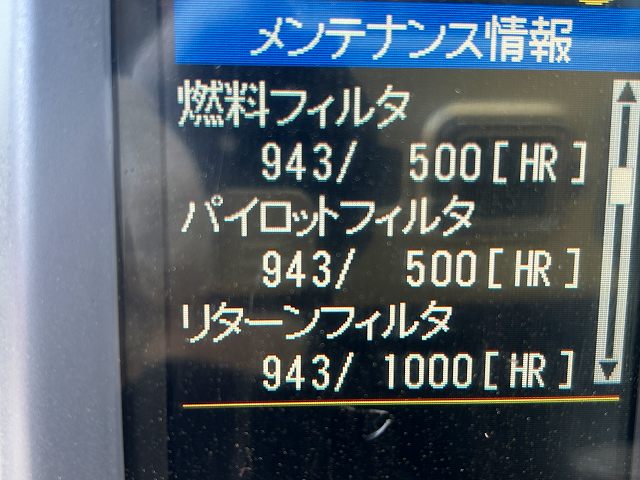 メンテナンス情報
燃料フィルタ
943/ 500[HR]
パイロットフィルタ
943/ 500[HR]
リターンフィルタ
943/ 1000[HR]